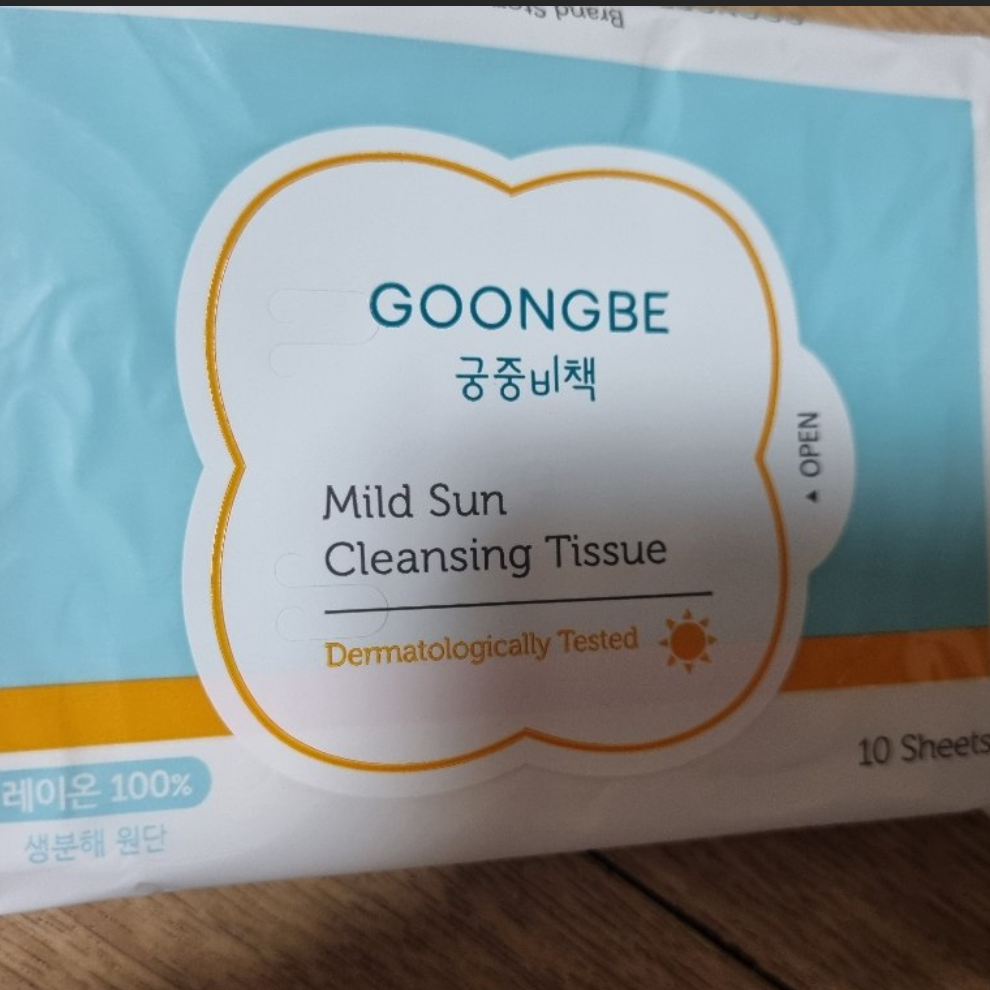 Brand
GOONGBE
궁중비책
▲ OPEN
Mild Sun
Cleansing Tissue
Dermatologically Tested
10 Sheets
레이온 100%
생분해 원단